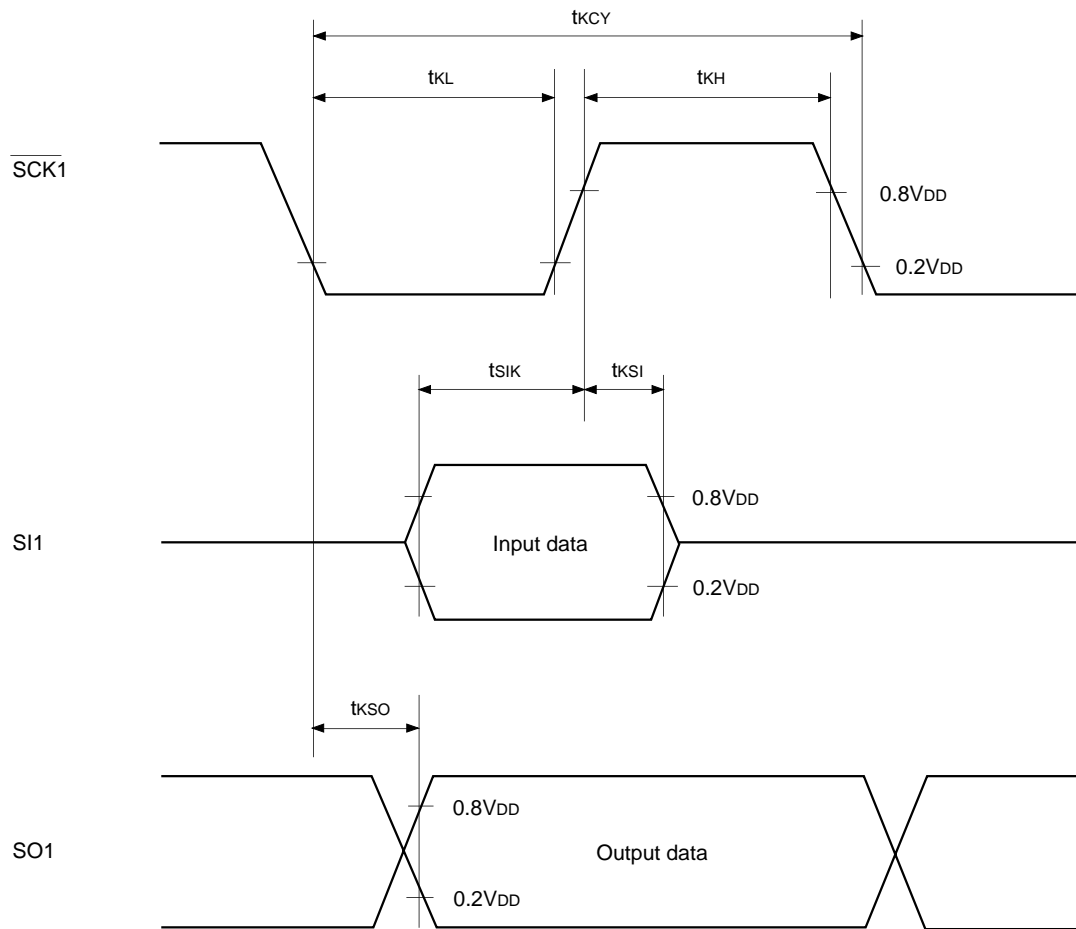 tKCY
tKL
tKH
SCK1
0.8VDD
0.2VDD
tSIK
tKSI
0.8VDD
SI1
Input data
0.2VDD
tKSO
0.8VDD
SO1
Output data
0.2VDD